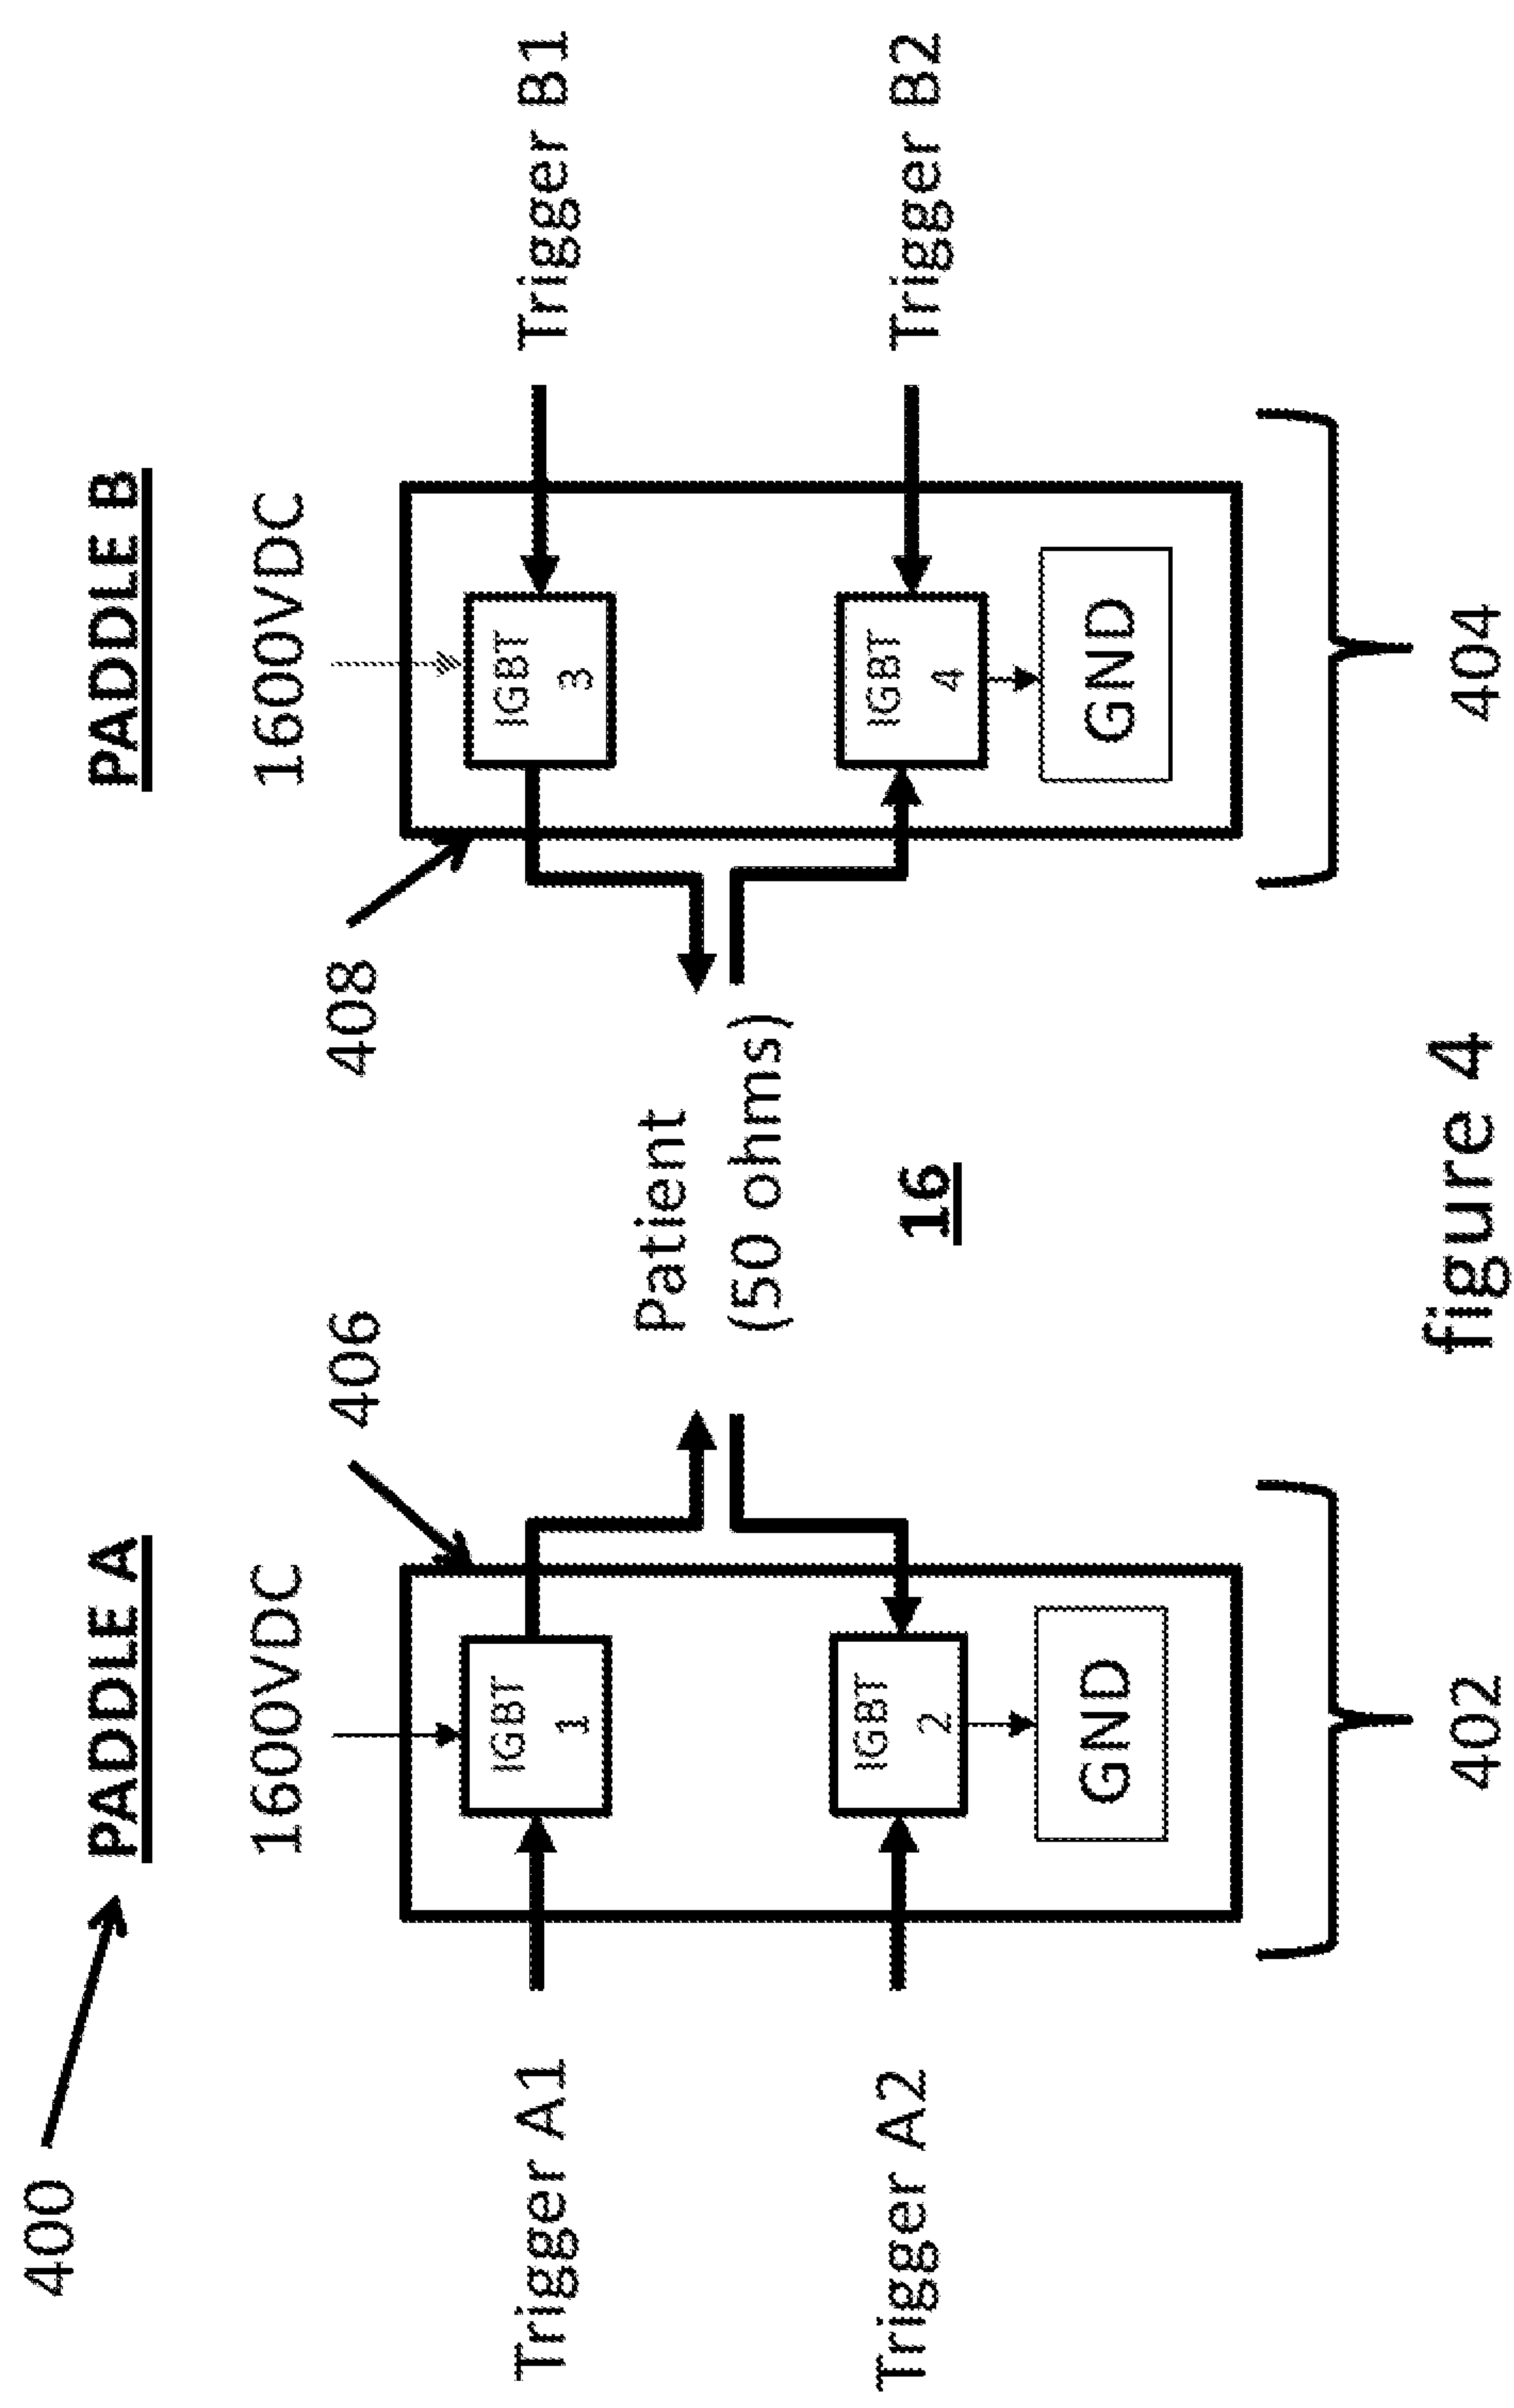 400
PADDLE A
PADDLE B
1600VDC
1600VDC
406
408
Trigger A1
IGBT
1
Patient
(50 ohms)
IGBT
3
Trigger B1
Trigger A2
IGBT
2
16
IGBT
4
Trigger B2
GND
GND
402
404
figure 4